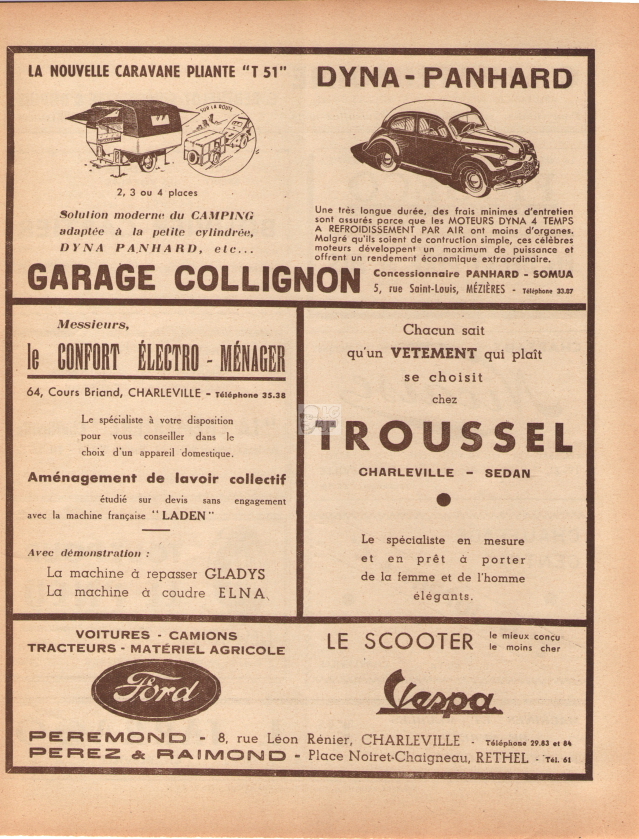 LA NOUVELLE CARAVANE PLIANTE "T 51"
SUR LA ROUTE
2, 3 ou 4 places
Solution moderne du CAMPING
adaptée à la petite cylindrée,
DYNA PANHARD, etc...
DYNA - PANHARD
Une très longue durée, des frais minimes d'entretien
sont assurés parce que les MOTEURS DYNA 4 TEMPS
A REFROIDISSEMENT PAR AIR ont moins d'organes.
Malgré qu'ils soient de contruction simple, ces célèbres
moteurs développent un maximum de puissance et
offrent un rendement économique extraordinaire.
GARAGE COLLIGNON
Concessionnaire PANHARD - SOMUA
5, rue Saint-Louis, MÉZIÈRES - Téléphone 33.87
Messieurs,
le CONFORT ÉLECTRO - MÉNAGER
64, Cours Briand, CHARLEVILLE - Téléphone 35.38
Le spécialiste à votre disposition
pour vous conseiller dans le
choix d'un appareil domestique.
Aménagement de lavoir collectif
étudié sur devis sans engagement
avec la machine française "LADEN"
Avec démonstration :
La machine à repasser GLADYS
La machine à coudre ELNA
Chacun sait
qu'un VETEMENT qui plaît
se choisit
chez
TROUSSEL
CHARLEVILLE - SEDAN
Le spécialiste en mesure
et en prêt à porter
de la femme et de l'homme
élégants.
VOITURES - CAMIONS
TRACTEURS - MATÉRIEL AGRICOLE
Ford
LE SCOOTER le mieux conçu
le moins cher
Vespa
PEREMOND - 8, rue Léon Rénier, CHARLEVILLE - Téléphone 29.83 et 84
PEREZ & RAIMOND - Place Noiret-Chaigneau, RETHEL - Tél. 61